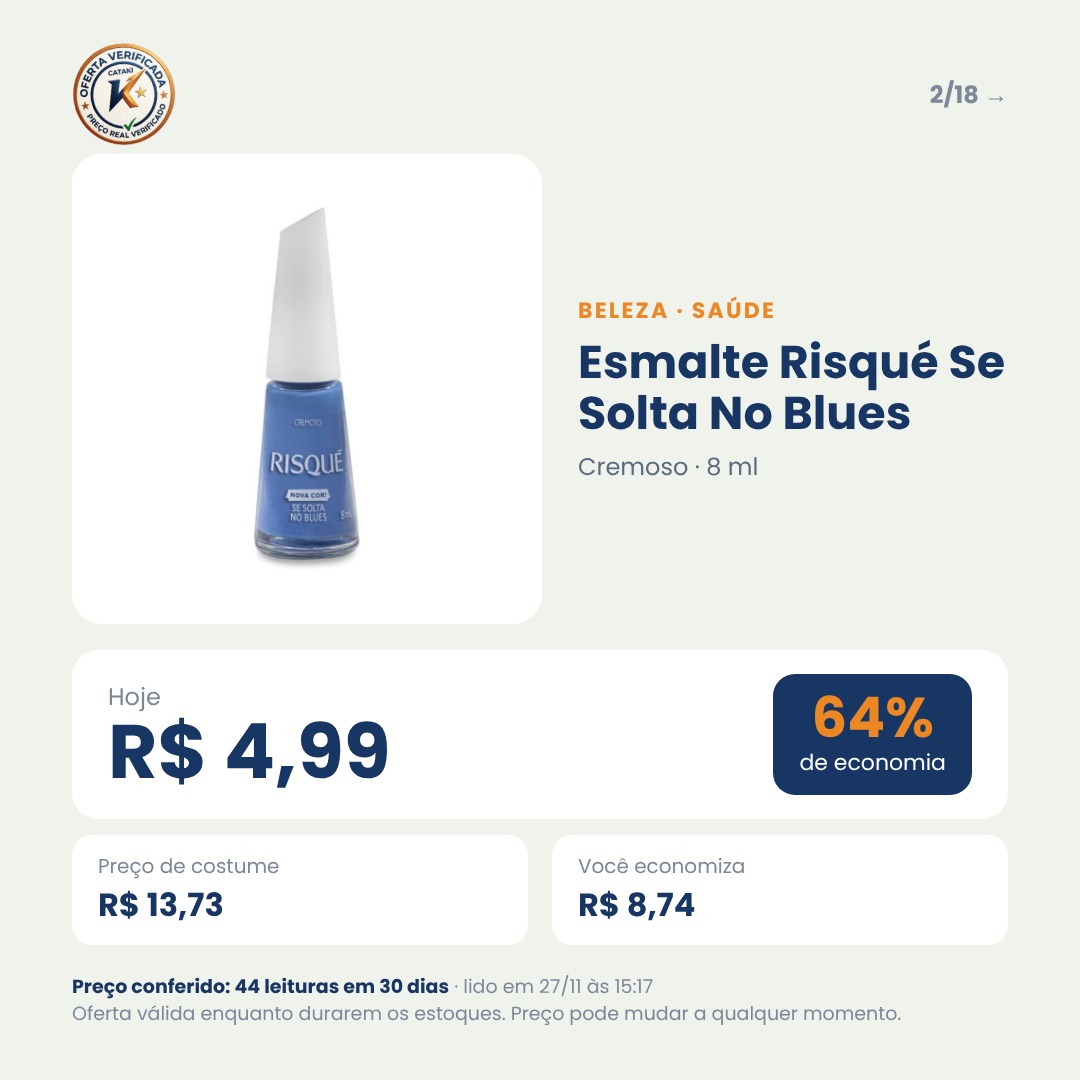 OFERTA VERIFICADA
CATAKI
K
PREÇO REAL VERIFICADO
2/18 →
CREMOSO
RISQUÉ
NOVA COR!
SE SOLTA
NO BLUES
8ml
BELEZA · SAÚDE
Esmalte Risqué Se
Solta No Blues
Cremoso · 8 ml
Hoje
R$ 4,99
64%
de economia
Preço de costume
R$ 13,73
Você economiza
R$ 8,74
Preço conferido: 44 leituras em 30 dias · lido em 27/11 às 15:17
Oferta válida enquanto durarem os estoques. Preço pode mudar a qualquer momento.